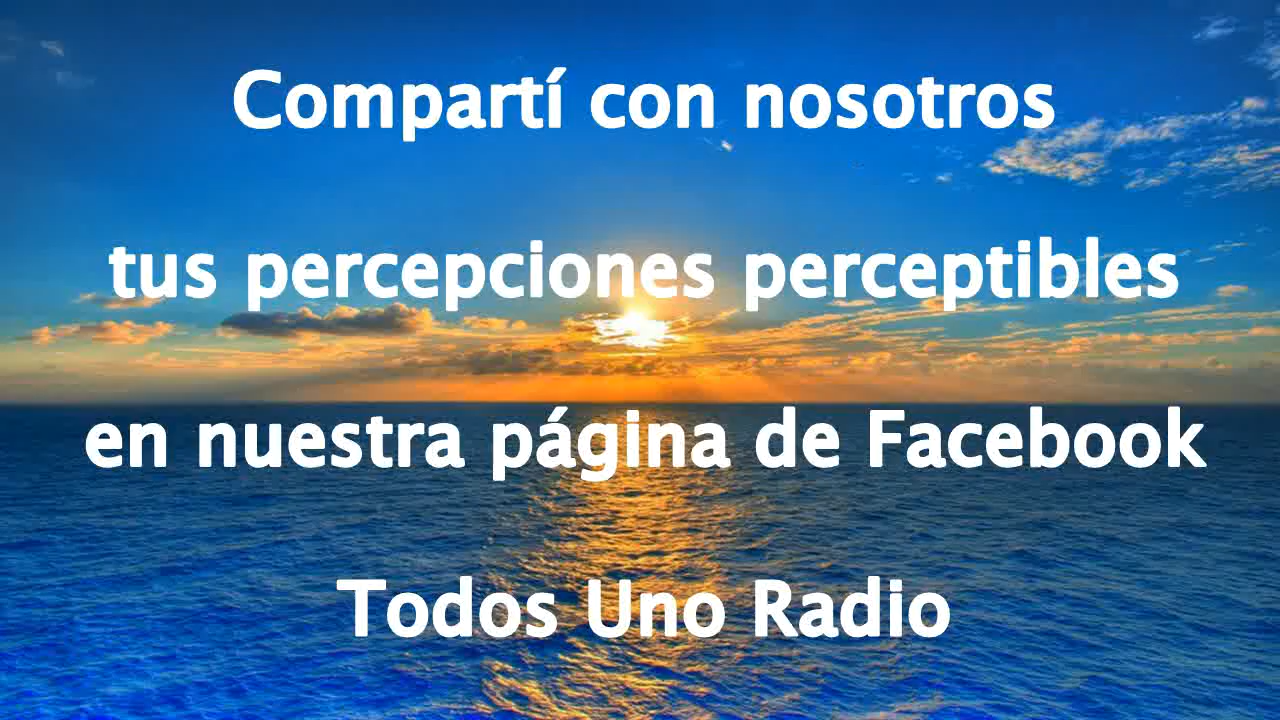 Compartí con nosotros
tus percepciones perceptibles
en nuestra página de Facebook
Todos Uno Radio